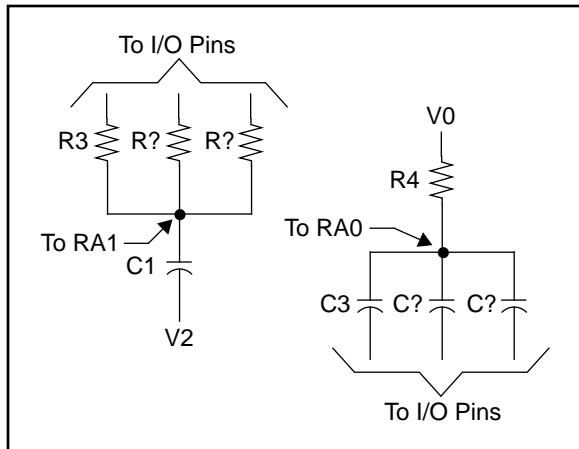 To I/O Pins
R3 R? R?
To RA1
C1
V2
V0
R4
To RA0
C3 C? C?
To I/O Pins